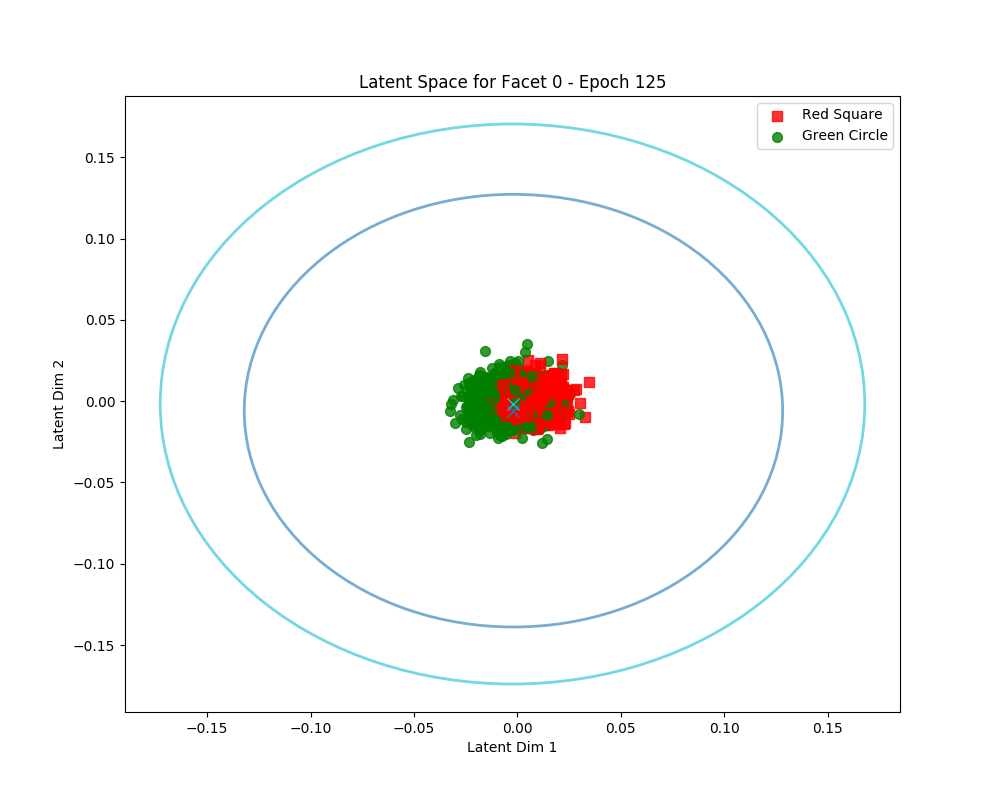 Latent Space for Facet 0 - Epoch 125
Red Square
Green Circle
0.15
0.10
0.05
0.00
−0.05
−0.10
−0.15
Latent Dim 2
−0.15 −0.10 −0.05 0.00 0.05 0.10 0.15
Latent Dim 1